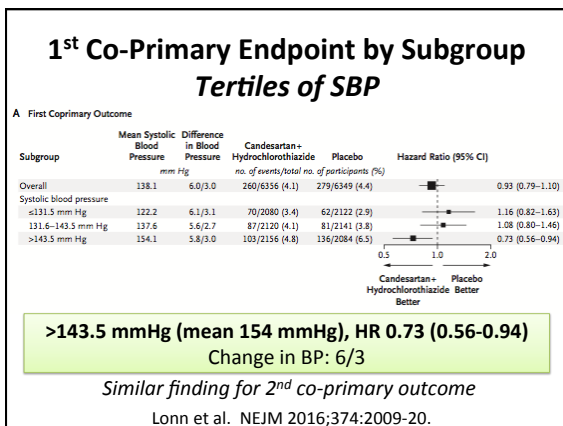 1st Co-Primary Endpoint by Subgroup
Tertiles of SBP
A First Coprimary Outcome
Subgroup Mean Systolic Blood Pressure Difference in Blood Pressure Candesartan+ Hydrochlorothiazide Placebo Hazard Ratio (95% CI)
mm Hg no. of events/total no. of participants (%)
Overall 138.1 6.0/3.0 260/6356 (4.1) 279/6349 (4.4) 0.93 (0.79–1.10)
Systolic blood pressure
≤131.5 mm Hg 122.2 6.1/3.1 70/2080 (3.4) 62/2122 (2.9) 1.16 (0.82–1.63)
131.6–143.5 mm Hg 137.6 5.6/2.7 87/2120 (4.1) 81/2141 (3.8) 1.08 (0.80–1.46)
>143.5 mm Hg 154.1 5.8/3.0 103/2156 (4.8) 136/2084 (6.5) 0.73 (0.56–0.94)
0.5 1.0 2.0
Candesartan+ Placebo
Hydrochlorothiazide Better
Better
>143.5 mmHg (mean 154 mmHg), HR 0.73 (0.56-0.94)
Change in BP: 6/3
Similar finding for 2nd co-primary outcome
Lonn et al. NEJM 2016;374:2009-20.